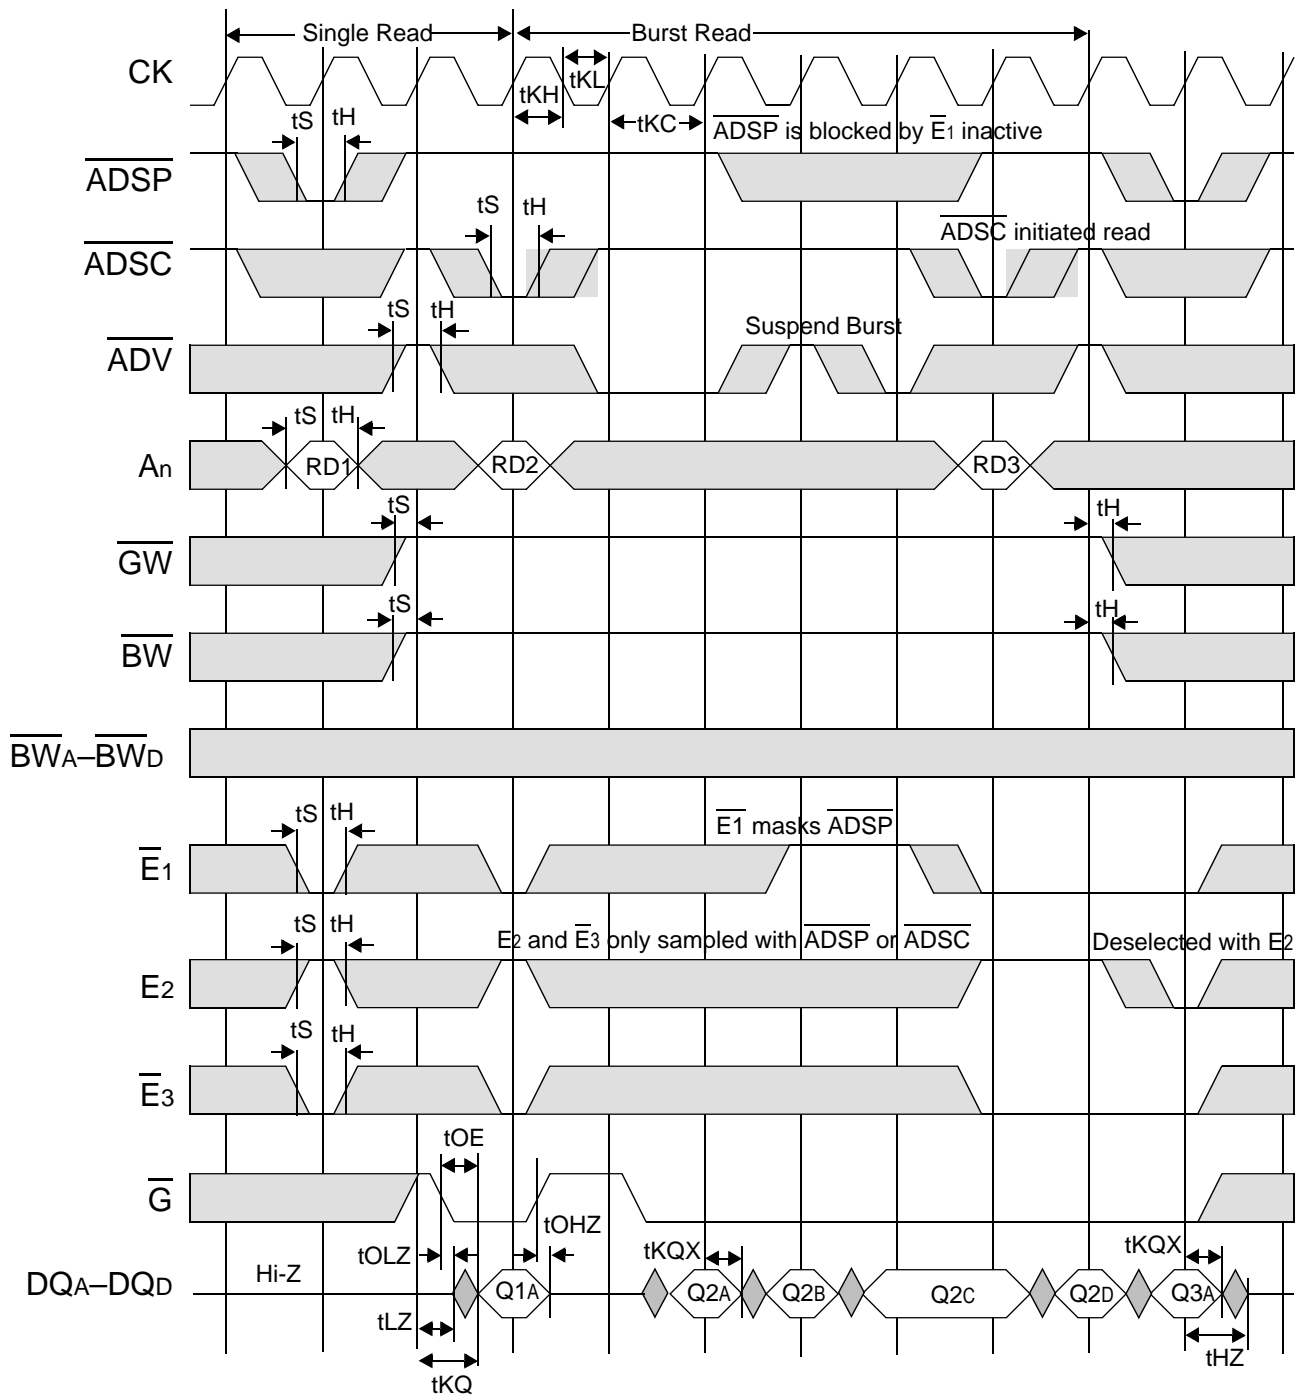 Single Read
Burst Read
CK
tKL
tKH
tS
tH
tKC
ADSP is blocked by E1 inactive
ADSP
tS
tH
ADSC initiated read
ADSC
tS
tH
Suspend Burst
ADV
tS
tH
An
RD1
RD2
RD3
tS
tH
GW
tS
tH
BW
BWA–BWD
tS
tH
E1 masks ADSP
E1
tS
tH
E2 and E3 only sampled with ADSP or ADSC
Deselected with E2
E2
tS
tH
E3
tOE
G
tOHZ
tOLZ
tKQX
tKQX
DQA–DQD
Hi-Z
Q1A
Q2A
Q2B
Q2C
Q2D
Q3A
tLZ
tHZ
tKQ